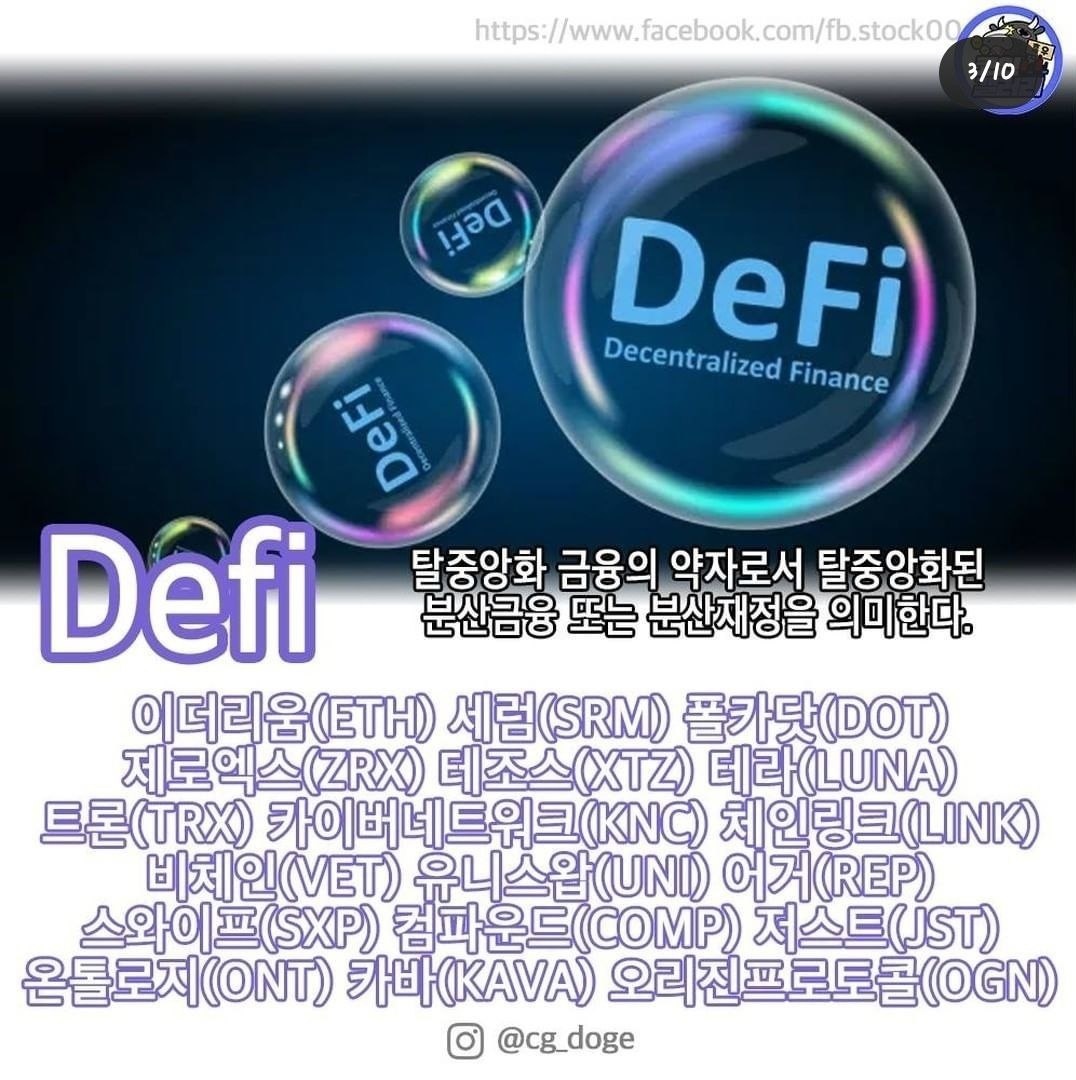 https://www.facebook.com/fb.stock00
3/10
DeFi
Decentralized Finance
DeFi
Decentralized Finance
DeFi
Decentralized Finance
Defi
탈중앙화 금융의 약자로서 탈중앙화된
분산금융 또는 분산재정을 의미한다.
이더리움(ETH) 세럼(SRM) 폴카닷(DOT)
제로엑스(ZRX) 테조스(XTZ) 테라(LUNA)
트론(TRX) 카이버네트워크(KNC) 체인링크(LINK)
비체인(VET) 유니스왑(UNI) 어거(REP)
스와이프(SXP) 컴파운드(COMP) 저스트(JST)
온톨로지(ONT) 카바(KAVA) 오리진프로토콜(OGN)
@cg_doge